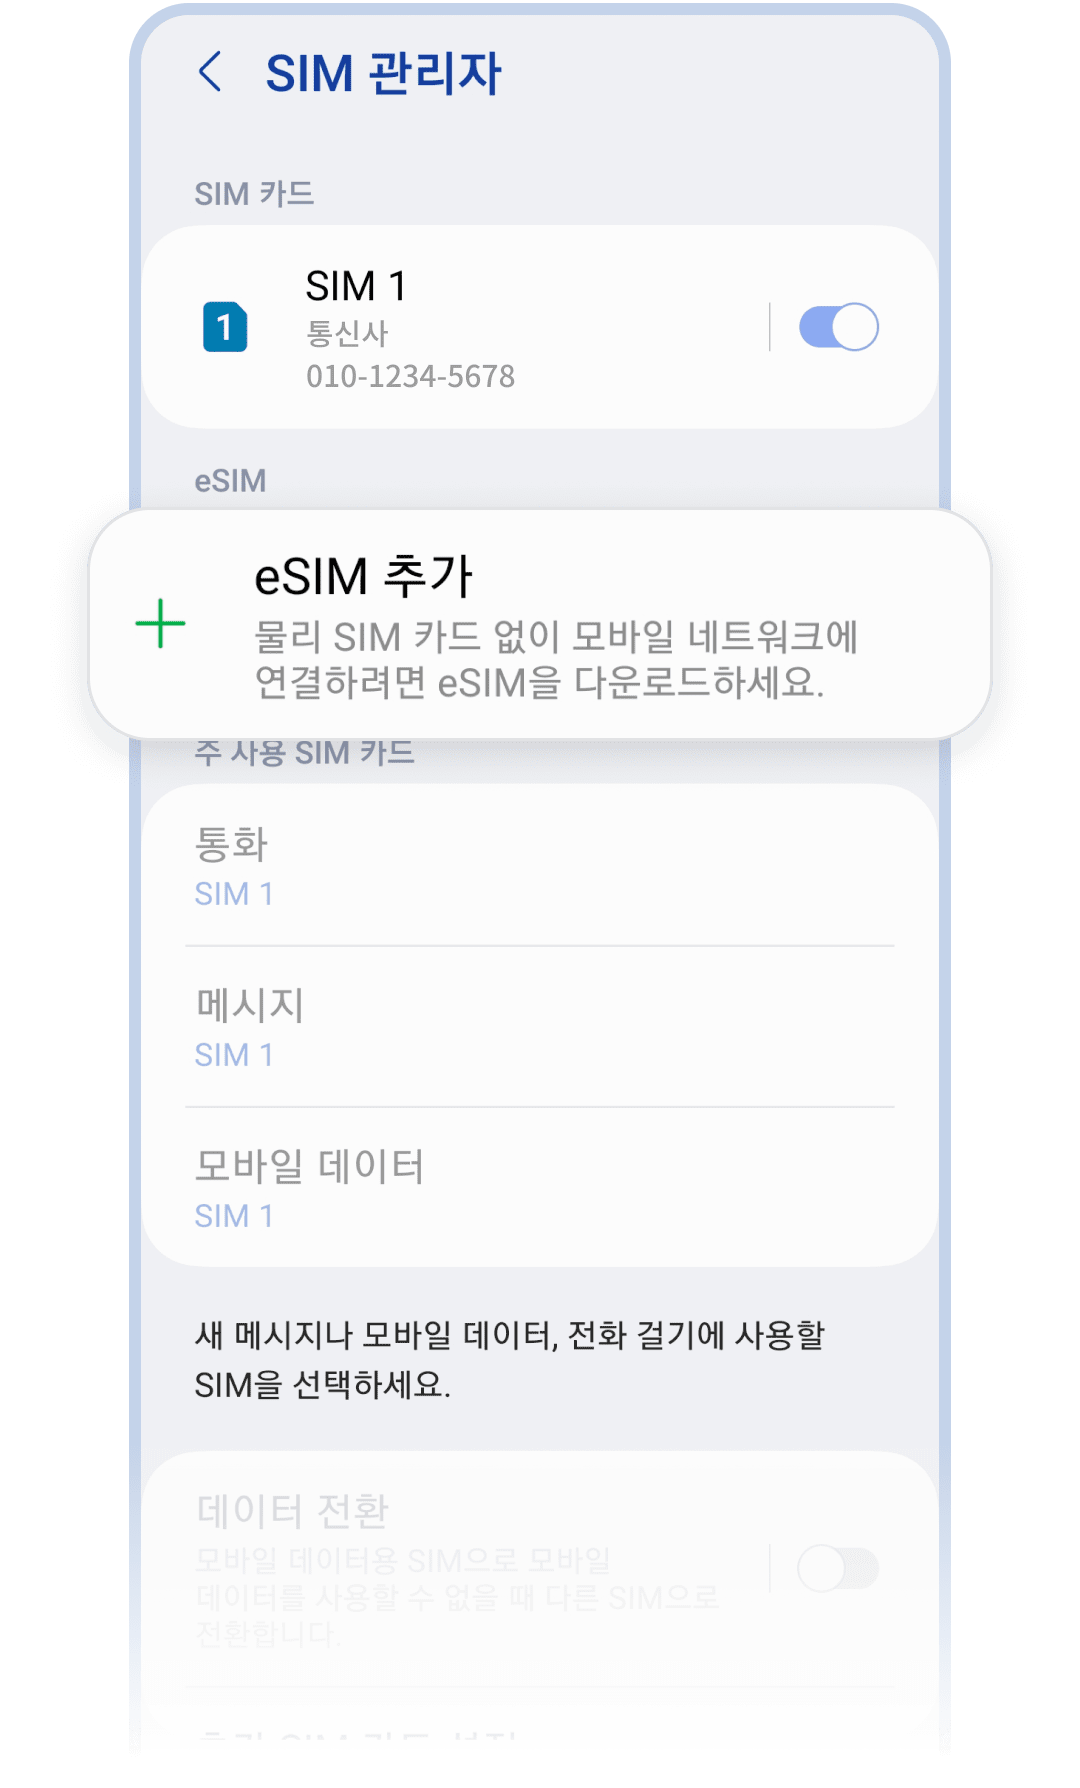 SIM 관리자
SIM 카드
1
SIM 1
통신사
010-1234-5678
eSIM
eSIM 추가
물리 SIM 카드 없이 모바일 네트워크에
연결하려면 eSIM을 다운로드하세요.
주 사용 SIM 카드
통화
SIM 1
메시지
SIM 1
모바일 데이터
SIM 1
새 메시지나 모바일 데이터, 전화 걸기에 사용할
SIM을 선택하세요.
데이터 전환
모바일 데이터용 SIM으로 모바일
데이터를 사용할 수 없을 때 다른 SIM으로
전환합니다.
SIM 카드